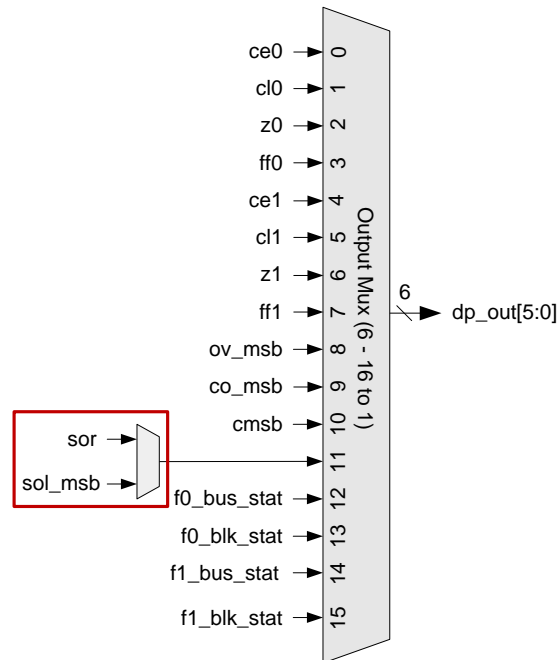 ce0 0
cl0 1
z0 2
ff0 3
ce1 4
cl1 5
z1 6
ff1 7
ov_msb 8
co_msb 9
cmsb 10
sor
11
sol_msb
f0_bus_stat 12
f0_blk_stat 13
f1_bus_stat 14
f1_blk_stat 15
Output Mux (6 - 16 to 1)
6
dp_out[5:0]